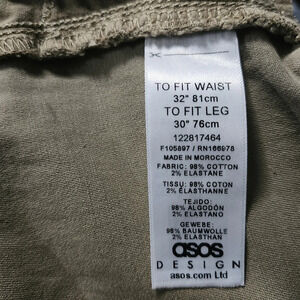 TO FIT WAIST
32" 81cm
TO FIT LEG
30" 76cm
122817464
F105897 / RN166978
MADE IN MOROCCO
FABRIC: 98% COTTON
2% ELASTANE
TISSU: 98% COTON
2% ELASTHANNE
TEJIDO:
98% ALGODÓN
2% ELASTANO
GEWEBE:
98% BAUMWOLLE
2% ELASTHAN
asos
DESIGN
asos.com Ltd